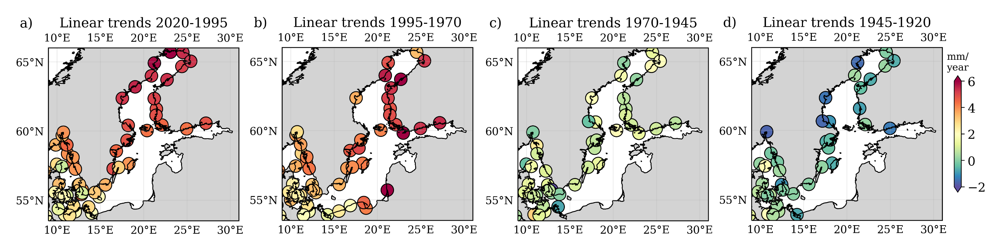 a) Linear trends 2020-1995
10°E 15°E 20°E 25°E 30°E
65°N
60°N
55°N
10°E 15°E 20°E 25°E 30°E
b) Linear trends 1995-1970
10°E 15°E 20°E 25°E 30°E
65°N
60°N
55°N
10°E 15°E 20°E 25°E 30°E
c) Linear trends 1970-1945
10°E 15°E 20°E 25°E 30°E
65°N
60°N
55°N
10°E 15°E 20°E 25°E 30°E
d) Linear trends 1945-1920
10°E 15°E 20°E 25°E 30°E
65°N
60°N
55°N
10°E 15°E 20°E 25°E 30°E
mm/
year
6
4
2
0
−2